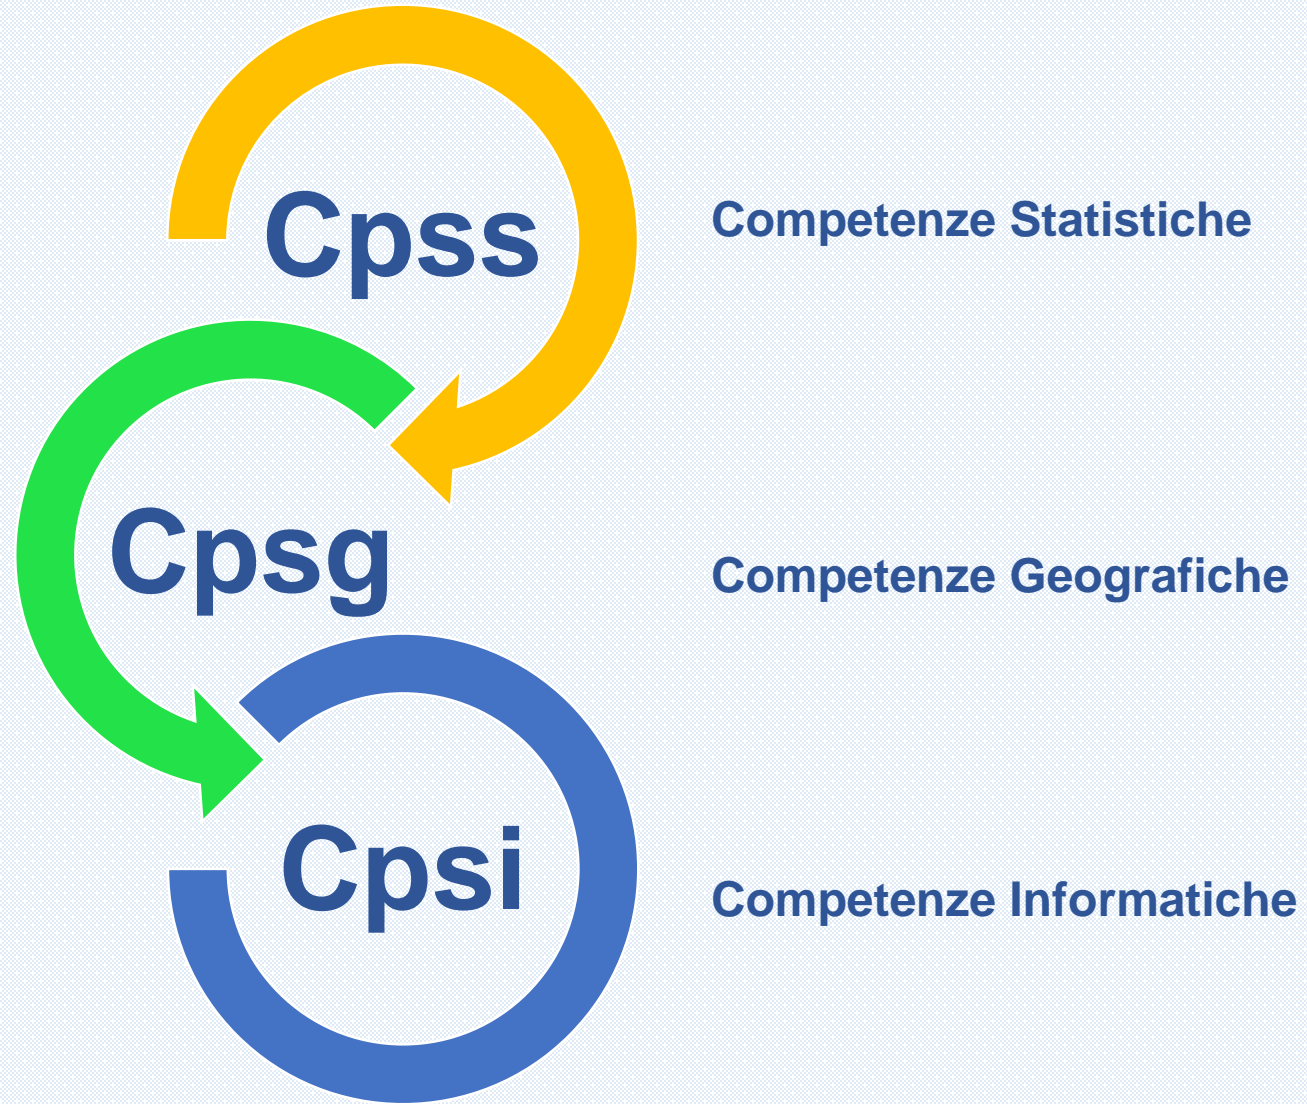 Cpss
Competenze Statistiche
Cpsg
Competenze Geografiche
Cpsi
Competenze Informatiche